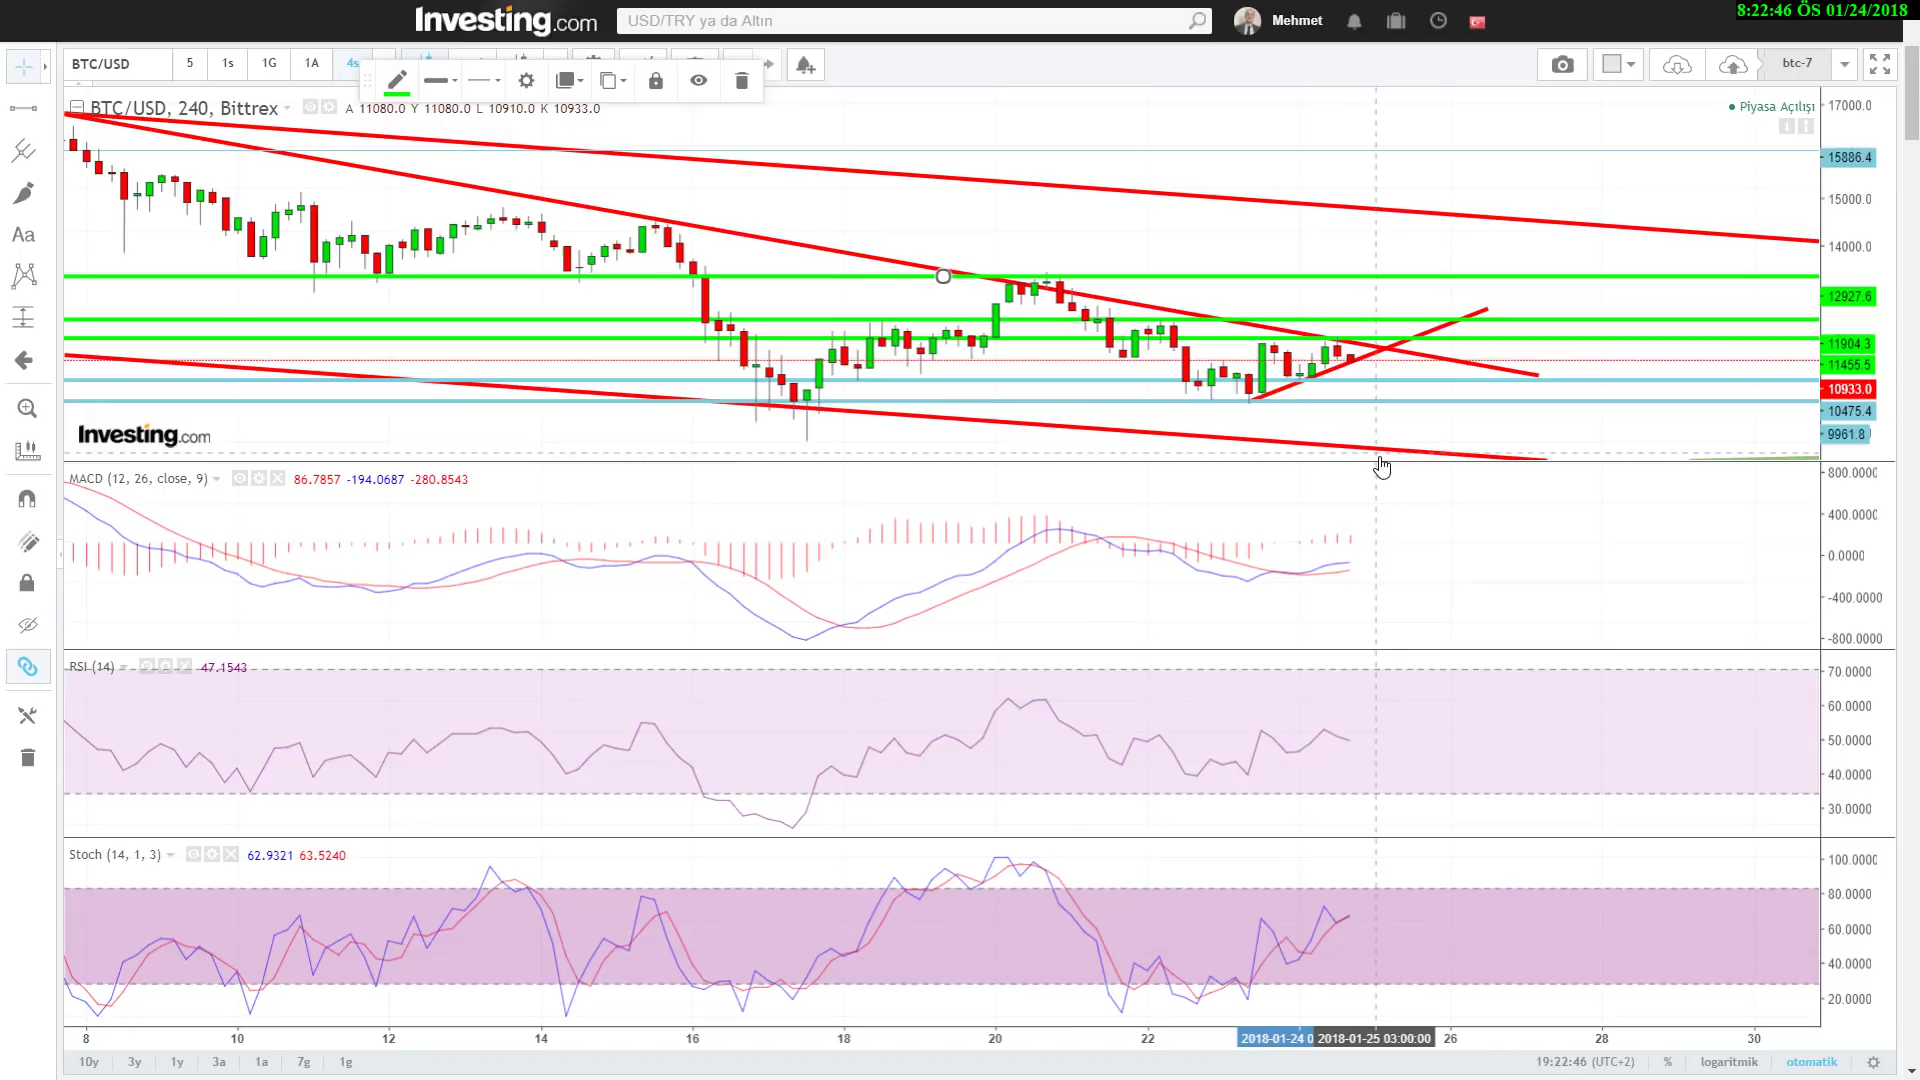 8:22:46 ÖS 01/24/2018
Investing.com
USD/TRY ya da Altın
Mehmet
BTC/USD
5
1s
1G
1A
4s
btc-7
BTC/USD, 240, Bittrex
A 11080.0 Y 11080.0 L 10910.0 K 10933.0
Piyasa Açılışı
17000.0
15886.4
15000.0
14000.0
12927.6
11904.3
11455.5
10933.0
10475.4
9961.8
Aa
Investing.com
MACD (12, 26, close, 9) 86.7857 -194.0687 -280.8543
800.0000
400.0000
0.0000
-400.0000
-800.0000
RSI (14) 47.1543
70.0000
60.0000
50.0000
40.0000
30.0000
Stoch (14, 1, 3) 62.9321 63.5240
100.0000
80.0000
60.0000
40.0000
20.0000
8 10 12 14 16 18 20 22 2018-01-24 0 2018-01-25 03:00:00 26 28 30
10y 3y 1y 3a 1a 7g 1g
19:22:46 (UTC+2) % logaritmik otomatik